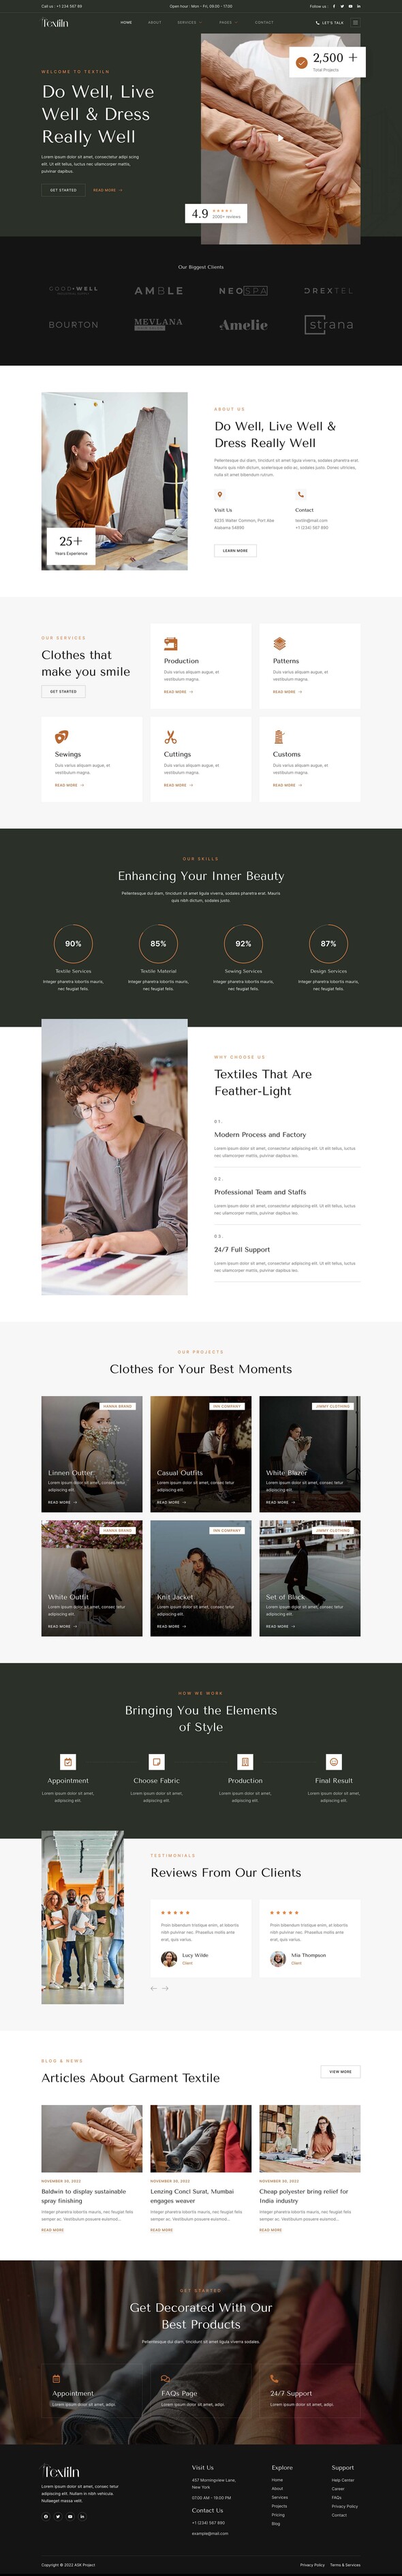 Call us : +1 234 567 89
Open hour : Mon - Fri, 09.00 - 17.00
Follow us :
Textiln
HOME
ABOUT
SERVICES
PAGES
CONTACT
LET'S TALK
WELCOME TO TEXTILN
Do Well, Live
Well & Dress
Really Well
Lorem ipsum dolor sit amet, consectetur adipi scing
elit. Ut elit tellus, luctus nec ullamcorper mattis,
pulvinar dapibus.
GET STARTED
READ MORE
2,500 +
Total Projects
4.9
2000+ reviews
Our Biggest Clients
GOOD+WELL
AMBLE
NEOSPA
DREXTEL
BOURTON
MEVLANA
Amelie
strana
25+
Years Experience
ABOUT US
Do Well, Live Well &
Dress Really Well
Pellentesque dui diam, tincidunt sit amet ligula viverra, sodales pharetra erat.
Mauris quis nibh dictum, scelerisque odio ac, sodales justo. Donec ultricies,
nulla sit amet bibendum rutrum.
Visit Us
6220 Walter Common, Port Abe
Alabama 54895
Contact
textiln@mail.com
+1 (234) 567 890
LEARN MORE
OUR SERVICES
Clothes that
make you smile
GET STARTED
Production
Duis varius aliquam augue, et
vestibulum magna.
READ MORE
Patterns
Duis varius aliquam augue, et
vestibulum magna.
READ MORE
Sewings
Duis varius aliquam augue, et
vestibulum magna.
READ MORE
Cuttings
Duis varius aliquam augue, et
vestibulum magna.
READ MORE
Customs
Duis varius aliquam augue, et
vestibulum magna.
READ MORE
OUR SKILLS
Enhancing Your Inner Beauty
Pellentesque dui diam, tincidunt sit amet ligula viverra, sodales pharetra erat. Mauris
quis nibh dictum, sodales justo.
90%
Textile Services
Integer pharetra lobortis mauris,
nec feugiat felis.
85%
Textile Material
Integer pharetra lobortis mauris,
nec feugiat felis.
92%
Sewing Services
Integer pharetra lobortis mauris,
nec feugiat felis.
87%
Design Services
Integer pharetra lobortis mauris,
nec feugiat felis.
WHY CHOOSE US
Textiles That Are
Feather-Light
01.
Modern Process and Factory
Lorem ipsum dolor sit amet, consectetur adipiscing elit. Ut elit tellus, luctus
nec ullamcorper mattis, pulvinar dapibus leo.
02.
Professional Team and Staffs
Lorem ipsum dolor sit amet, consectetur adipiscing elit. Ut elit tellus, luctus
nec ullamcorper mattis, pulvinar dapibus leo.
03.
24/7 Full Support
Lorem ipsum dolor sit amet, consectetur adipiscing elit. Ut elit tellus, luctus
nec ullamcorper mattis, pulvinar dapibus leo.
OUR PROJECTS
Clothes for Your Best Moments
HANNA BRAND
Linnen Outter
Lorem ipsum dolor sit amet, consec tetur
adipiscing elit.
READ MORE
INN COMPANY
Casual Outfits
Lorem ipsum dolor sit amet, consec tetur
adipiscing elit.
READ MORE
JIMMY CLOTHING
White Blazer
Lorem ipsum dolor sit amet, consec tetur
adipiscing elit.
READ MORE
HANNA BRAND
White Outfit
Lorem ipsum dolor sit amet, consec tetur
adipiscing elit.
READ MORE
INN COMPANY
Knit Jacket
Lorem ipsum dolor sit amet, consec tetur
adipiscing elit.
READ MORE
JIMMY CLOTHING
Set of Black
Lorem ipsum dolor sit amet, consec tetur
adipiscing elit.
READ MORE
HOW WE WORK
Bringing You the Elements
of Style
Appointment
Lorem ipsum dolor sit amet,
adipiscing elit.
Choose Fabric
Lorem ipsum dolor sit amet,
adipiscing elit.
Production
Lorem ipsum dolor sit amet,
adipiscing elit.
Final Result
Lorem ipsum dolor sit amet,
adipiscing elit.
TESTIMONIALS
Reviews From Our Clients
Proin bibendum tristique enim, at lobortis
nibh pulvinar nec. Phasellus mollis ante
erat, quis varius.
Lucy Wilde
Client
Proin bibendum tristique enim, at lobortis
nibh pulvinar nec. Phasellus mollis ante
erat, quis varius.
Mia Thompson
Client
BLOG & NEWS
Articles About Garment Textile
VIEW MORE
NOVEMBER 30, 2022
Baldwin to display sustainable
spray finishing
Integer pharetra lobortis mauris, nec feugiat felis
semper ac. Vestibulum posuere euismod...
READ MORE
NOVEMBER 30, 2022
Lenzing Concl Surat, Mumbai
engages weaver
Integer pharetra lobortis mauris, nec feugiat felis
semper ac. Vestibulum posuere euismod...
READ MORE
NOVEMBER 30, 2022
Cheap polyester bring relief for
India industry
Integer pharetra lobortis mauris, nec feugiat felis
semper ac. Vestibulum posuere euismod...
READ MORE
GET STARTED
Get Decorated With Our
Best Products
Pellentesque dui diam, tincidunt sit amet ligula viverra sodales.
Appointment
Lorem ipsum dolor sit amet, adipi.
FAQs Page
Lorem ipsum dolor sit amet, adipi.
24/7 Support
Lorem ipsum dolor sit amet, adipi.
Textiln
Lorem ipsum dolor sit amet, consec tetur
adipiscing elit. Nullam in nibh vehicula.
Nullaeget massa velit.
Visit Us
457 Morningview Lane,
New York
07.00 AM - 19.00 PM
Contact Us
+1 (234) 567 890
example@mail.com
Explore
Home
About
Services
Projects
Pricing
Blog
Support
Help Center
Career
FAQs
Privacy Policy
Contact
Copyright © 2022 ASK Project
Privacy Policy
Terms & Services